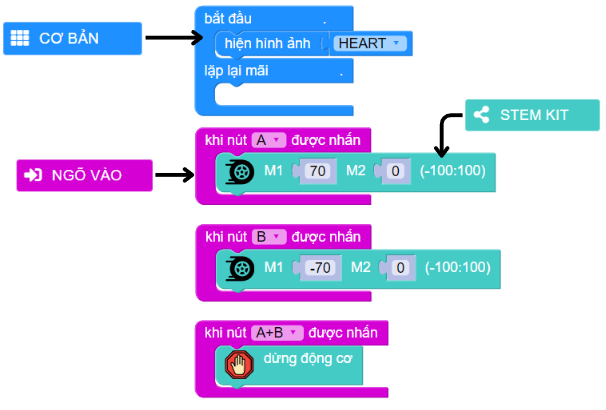 CƠ BẢN
bắt đầu .
hiện hình ảnh HEART
lặp lại mãi .
STEM KIT
NGÕ VÀO
khi nút A được nhấn
M1 70 M2 0 (-100:100)
khi nút B được nhấn
M1 -70 M2 0 (-100:100)
khi nút A+B được nhấn
dừng động cơ